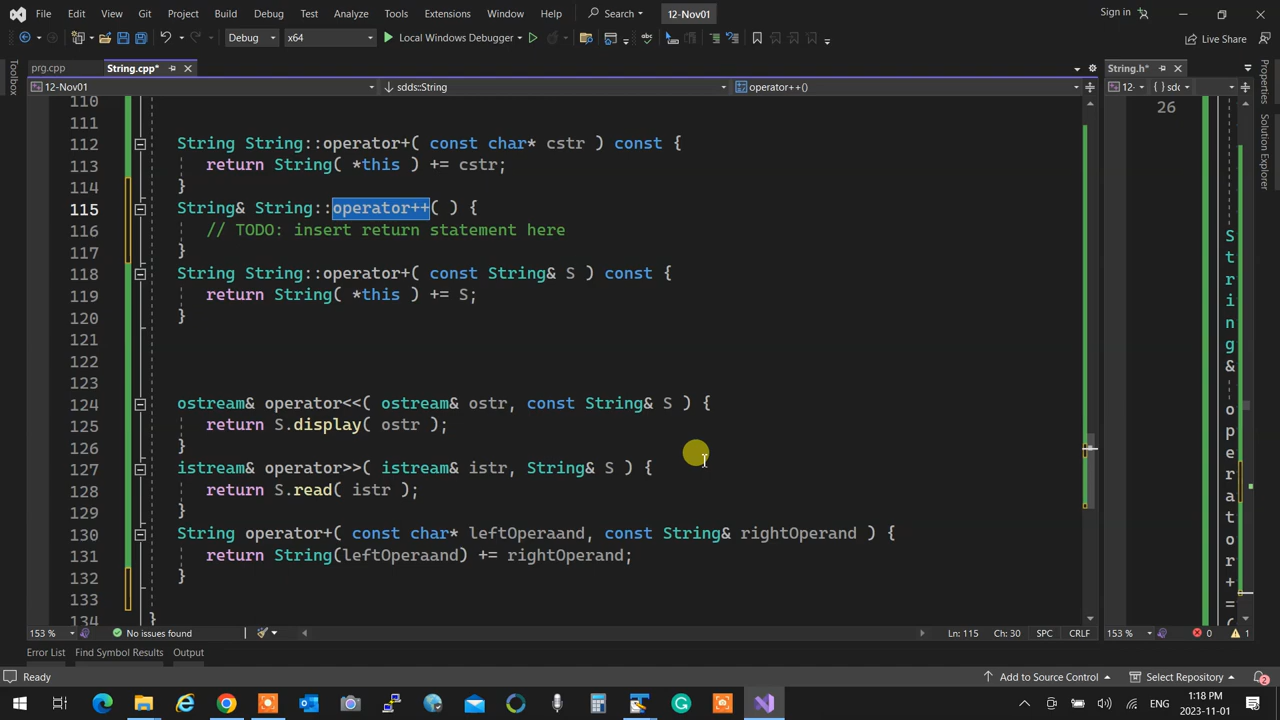 File Edit View Git Project Build Debug Test Analyze Tools Extensions Window Help Search 12-Nov01 Sign in
Debug x64 Local Windows Debugger Live Share
prg.cpp String.cpp* String.h*
12-Nov01 sdds::String operator++() 12- sdd
Toolbox
Properties
Solution Explorer
110
111
112 String String::operator+( const char* cstr ) const {
113 return String( *this ) += cstr;
114 }
115 String& String::operator++( ) {
116 // TODO: insert return statement here
117 }
118 String String::operator+( const String& S ) const {
119 return String( *this ) += S;
120 }
121
122
123
124 ostream& operator<<( ostream& ostr, const String& S ) {
125 return S.display( ostr );
126 }
127 istream& operator>>( istream& istr, String& S ) {
128 return S.read( istr );
129 }
130 String operator+( const char* leftOperaand, const String& rightOperand ) {
131 return String(leftOperaand) += rightOperand;
132 }
133
134 }
26
S
t
r
i
n
g
&
o
p
e
r
a
t
o
r
+
=
(
153 % No issues found Ln: 115 Ch: 30 SPC CRLF 153 % 0 1
Error List Find Symbol Results Output
Ready Add to Source Control Select Repository 2
ENG 1:18 PM
2023-11-01